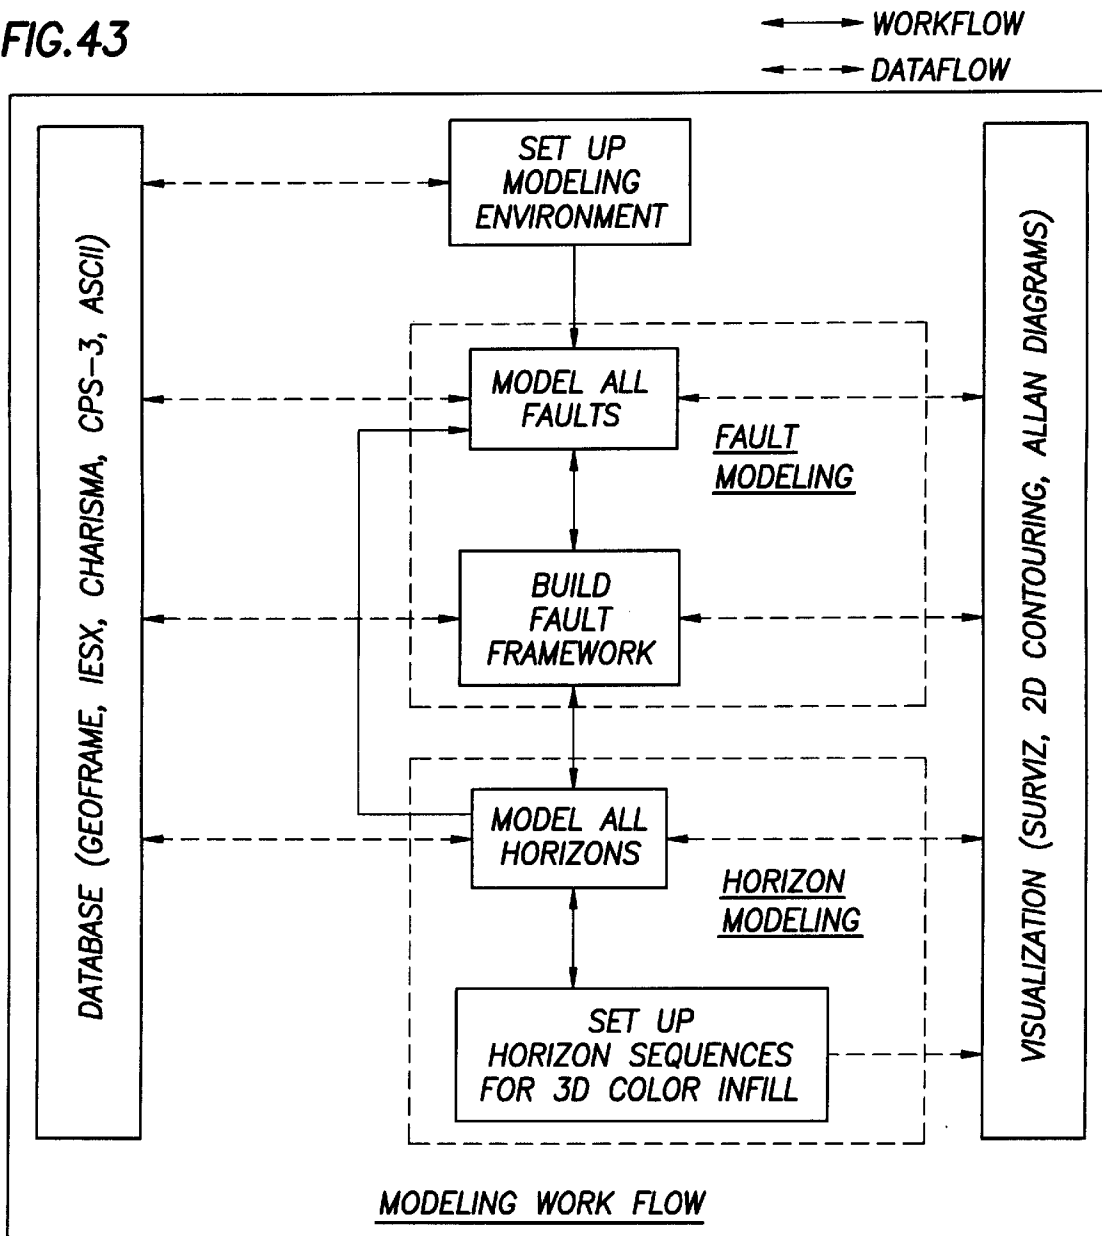 FIG.43
WORKFLOW
DATAFLOW
DATABASE (GEOFRAME, IESX, CHARISMA, CPS-3, ASCII)
SET UP
MODELING
ENVIRONMENT
MODEL ALL
FAULTS
FAULT
MODELING
BUILD
FAULT
FRAMEWORK
MODEL ALL
HORIZONS
HORIZON
MODELING
SET UP
HORIZON SEQUENCES
FOR 3D COLOR INFILL
VISUALIZATION (SURVIZ, 2D CONTOURING, ALLAN DIAGRAMS)
MODELING WORK FLOW